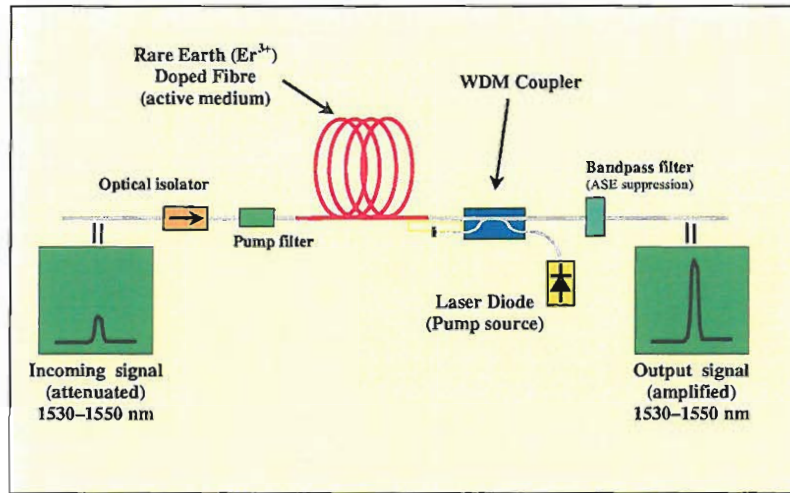 Rare Earth (Er³⁺)
Doped Fibre
(active medium)
WDM Coupler
Optical isolator
Bandpass filter
(ASE suppression)
Pump filter
Laser Diode
(Pump source)
Incoming signal
(attenuated)
1530–1550 nm
Output signal
(amplified)
1530–1550 nm